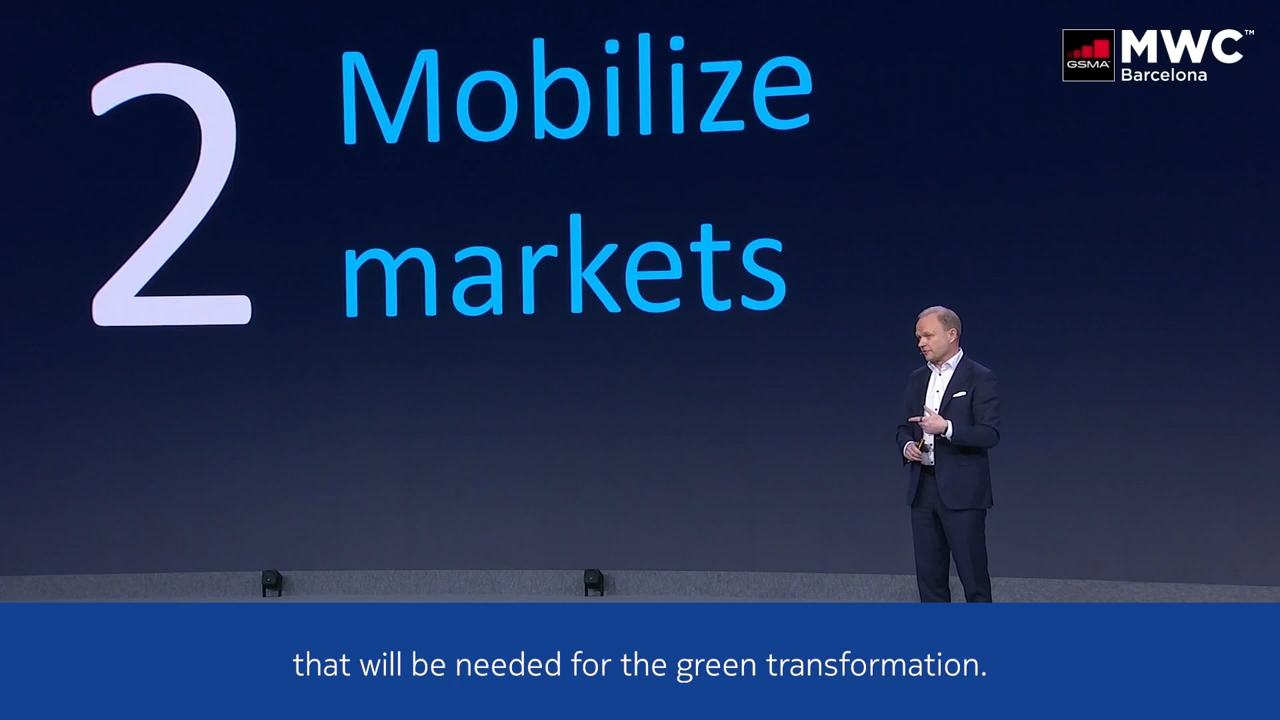 2
Mobilize
markets
GSMA
MWC™
Barcelona
that will be needed for the green transformation.